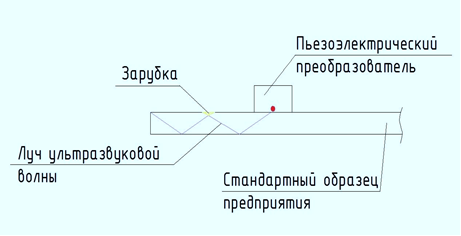 Пьезоэлектрический
преобразователь
Зарубка
Луч ультразвуковой
волны
Стандартный образец
предприятия